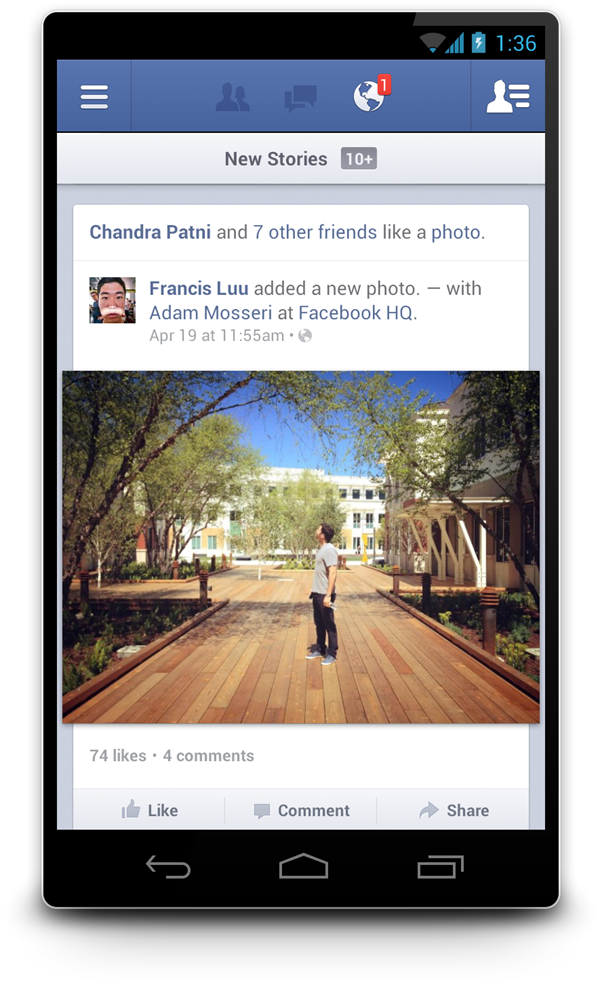 1:36
1
New Stories 10+
Chandra Patni and 7 other friends like a photo.
Francis Luu added a new photo. — with
Adam Mosseri at Facebook HQ.
Apr 19 at 11:55am •
74 likes • 4 comments
Like Comment Share